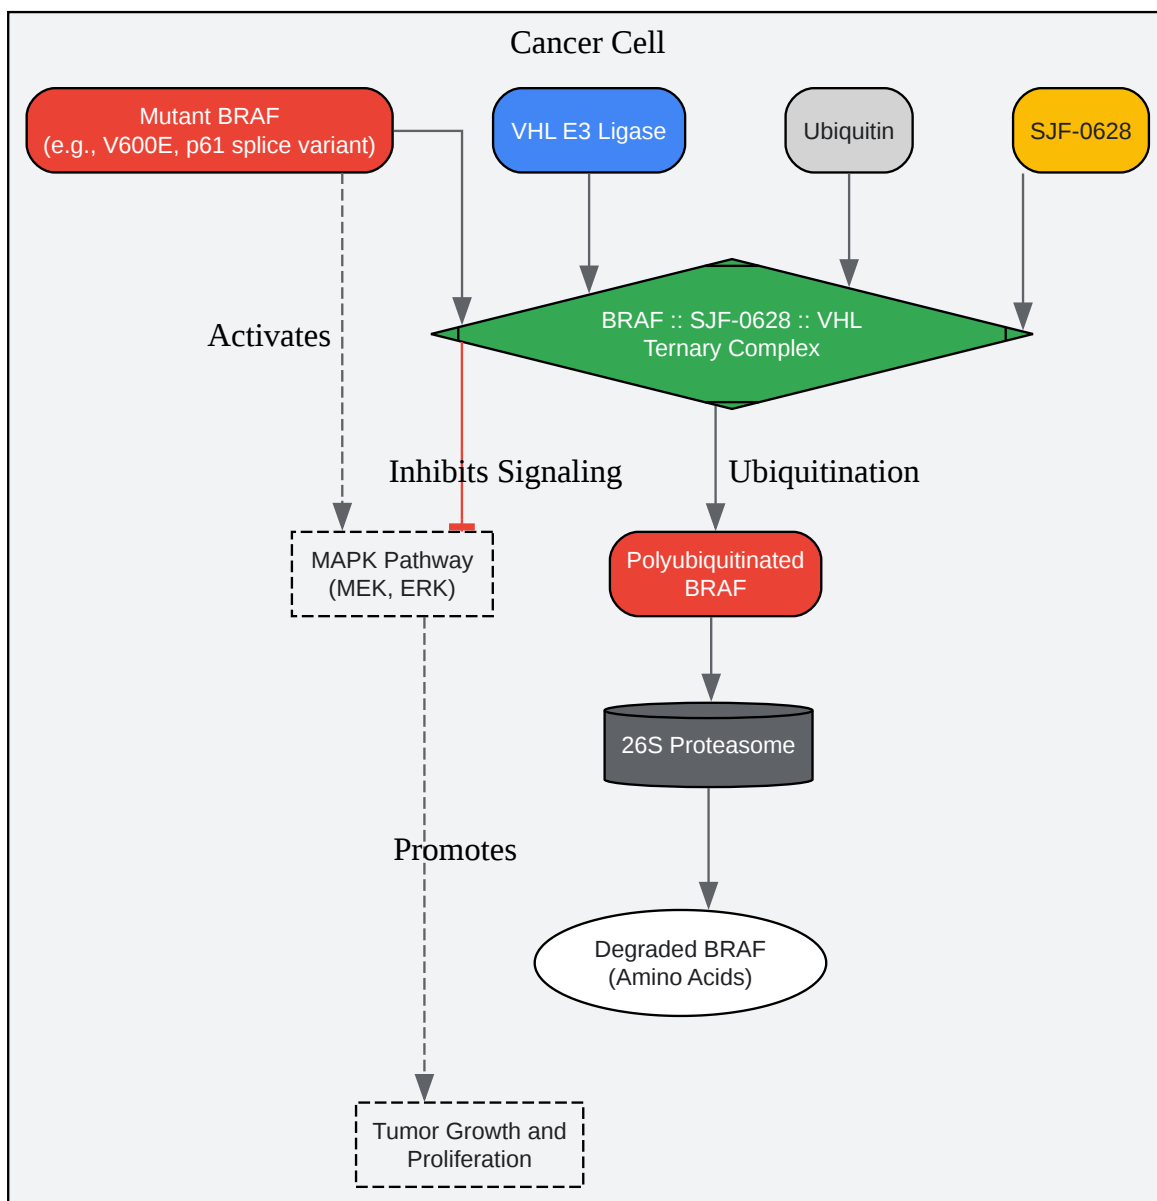 Cancer Cell
Mutant BRAF
(e.g., V600E, p61 splice variant)
VHL E3 Ligase
Ubiquitin
SJF-0628
BRAF :: SJF-0628 :: VHL
Ternary Complex
Activates
Inhibits Signaling
Ubiquitination
MAPK Pathway
(MEK, ERK)
Polyubiquitinated
BRAF
26S Proteasome
Promotes
Degraded BRAF
(Amino Acids)
Tumor Growth and
Proliferation